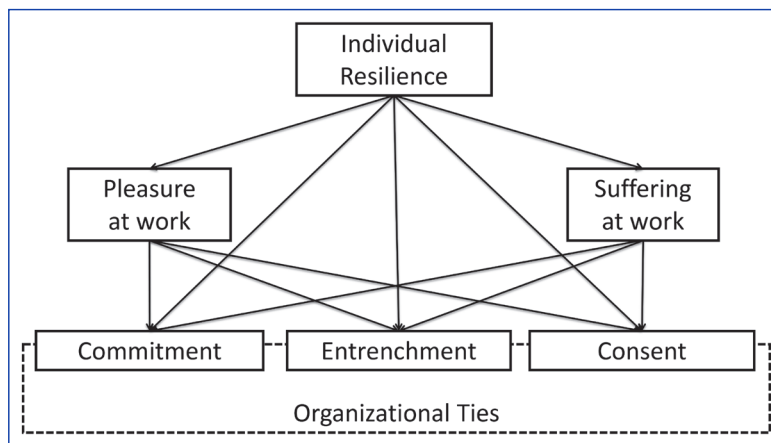 Individual
Resilience
Pleasure
at work
Suffering
at work
Commitment
Entrenchment
Consent
Organizational Ties